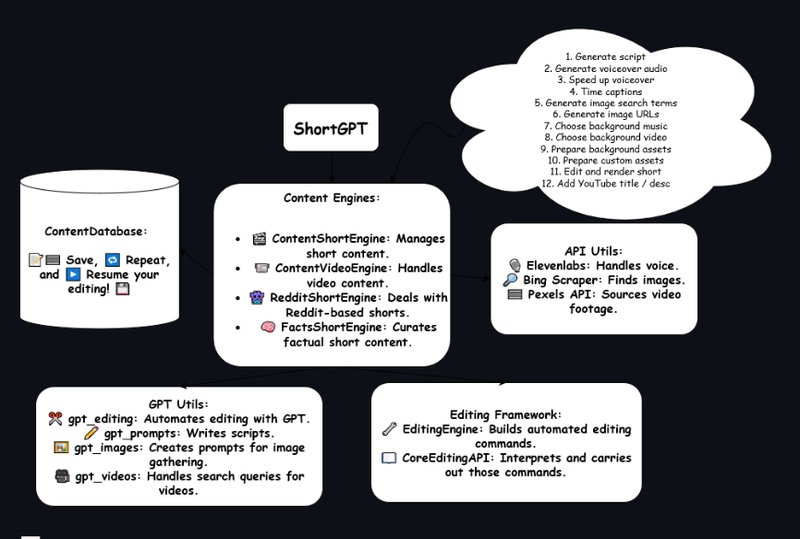 1. Generate script
2. Generate voiceover audio
3. Speed up voiceover
4. Time captions
5. Generate image search terms
6. Generate image URLs
7. Choose background music
8. Choose background video
9. Prepare background assets
10. Prepare custom assets
11. Edit and render short
12. Add YouTube title / desc
ShortGPT
Content Engines:
• 🎬 ContentShortEngine: Manages
short content.
• 📽️ ContentVideoEngine: Handles
video content.
• 👾 RedditShortEngine: Deals with
Reddit-based shorts.
• 🧠 FactsShortEngine: Curates
factual short content.
ContentDatabase:
📝 Save, 🔁 Repeat,
and ▶️ Resume your
editing! 💾
API Utils:
Elevenlabs: Handles voice.
🔎 Bing Scraper: Finds images.
Pexels API: Sources video
footage.
GPT Utils:
✂️ gpt_editing: Automates editing with GPT.
✏️ gpt_prompts: Writes scripts.
🖼️ gpt_images: Creates prompts for image
gathering.
🎥 gpt_videos: Handles search queries for
videos.
Editing Framework:
🔧 EditingEngine: Builds automated editing
commands.
📖 CoreEditingAPI: Interprets and carries
out those commands.